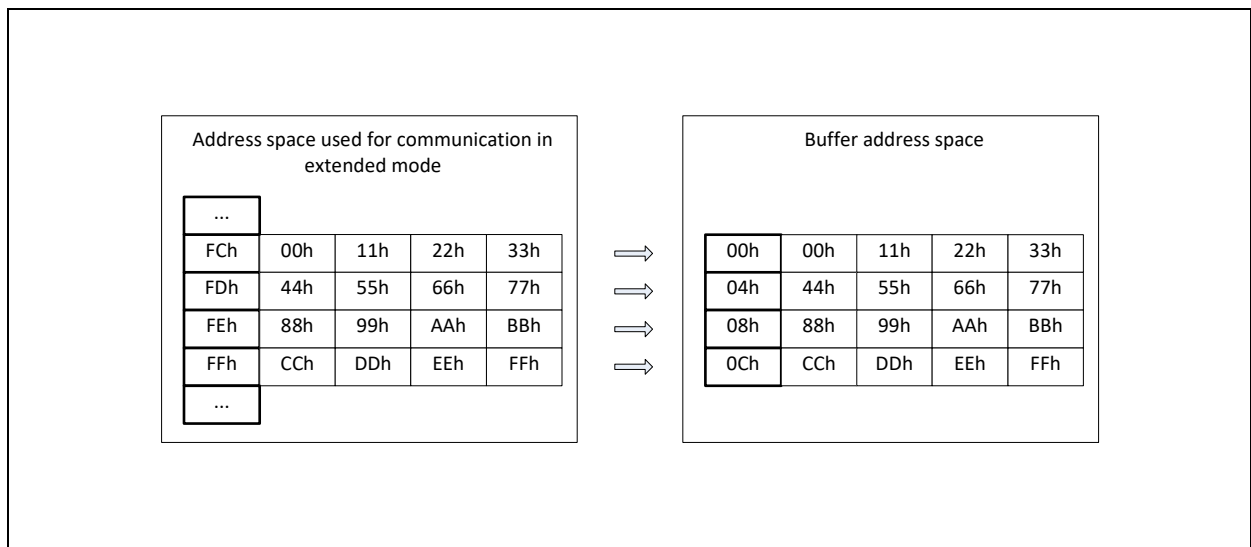 Address space used for communication in
extended mode
...
FCh 00h 11h 22h 33h
FDh 44h 55h 66h 77h
FEh 88h 99h AAh BBh
FFh CCh DDh EEh FFh
...
Buffer address space
00h 00h 11h 22h 33h
04h 44h 55h 66h 77h
08h 88h 99h AAh BBh
0Ch CCh DDh EEh FFh